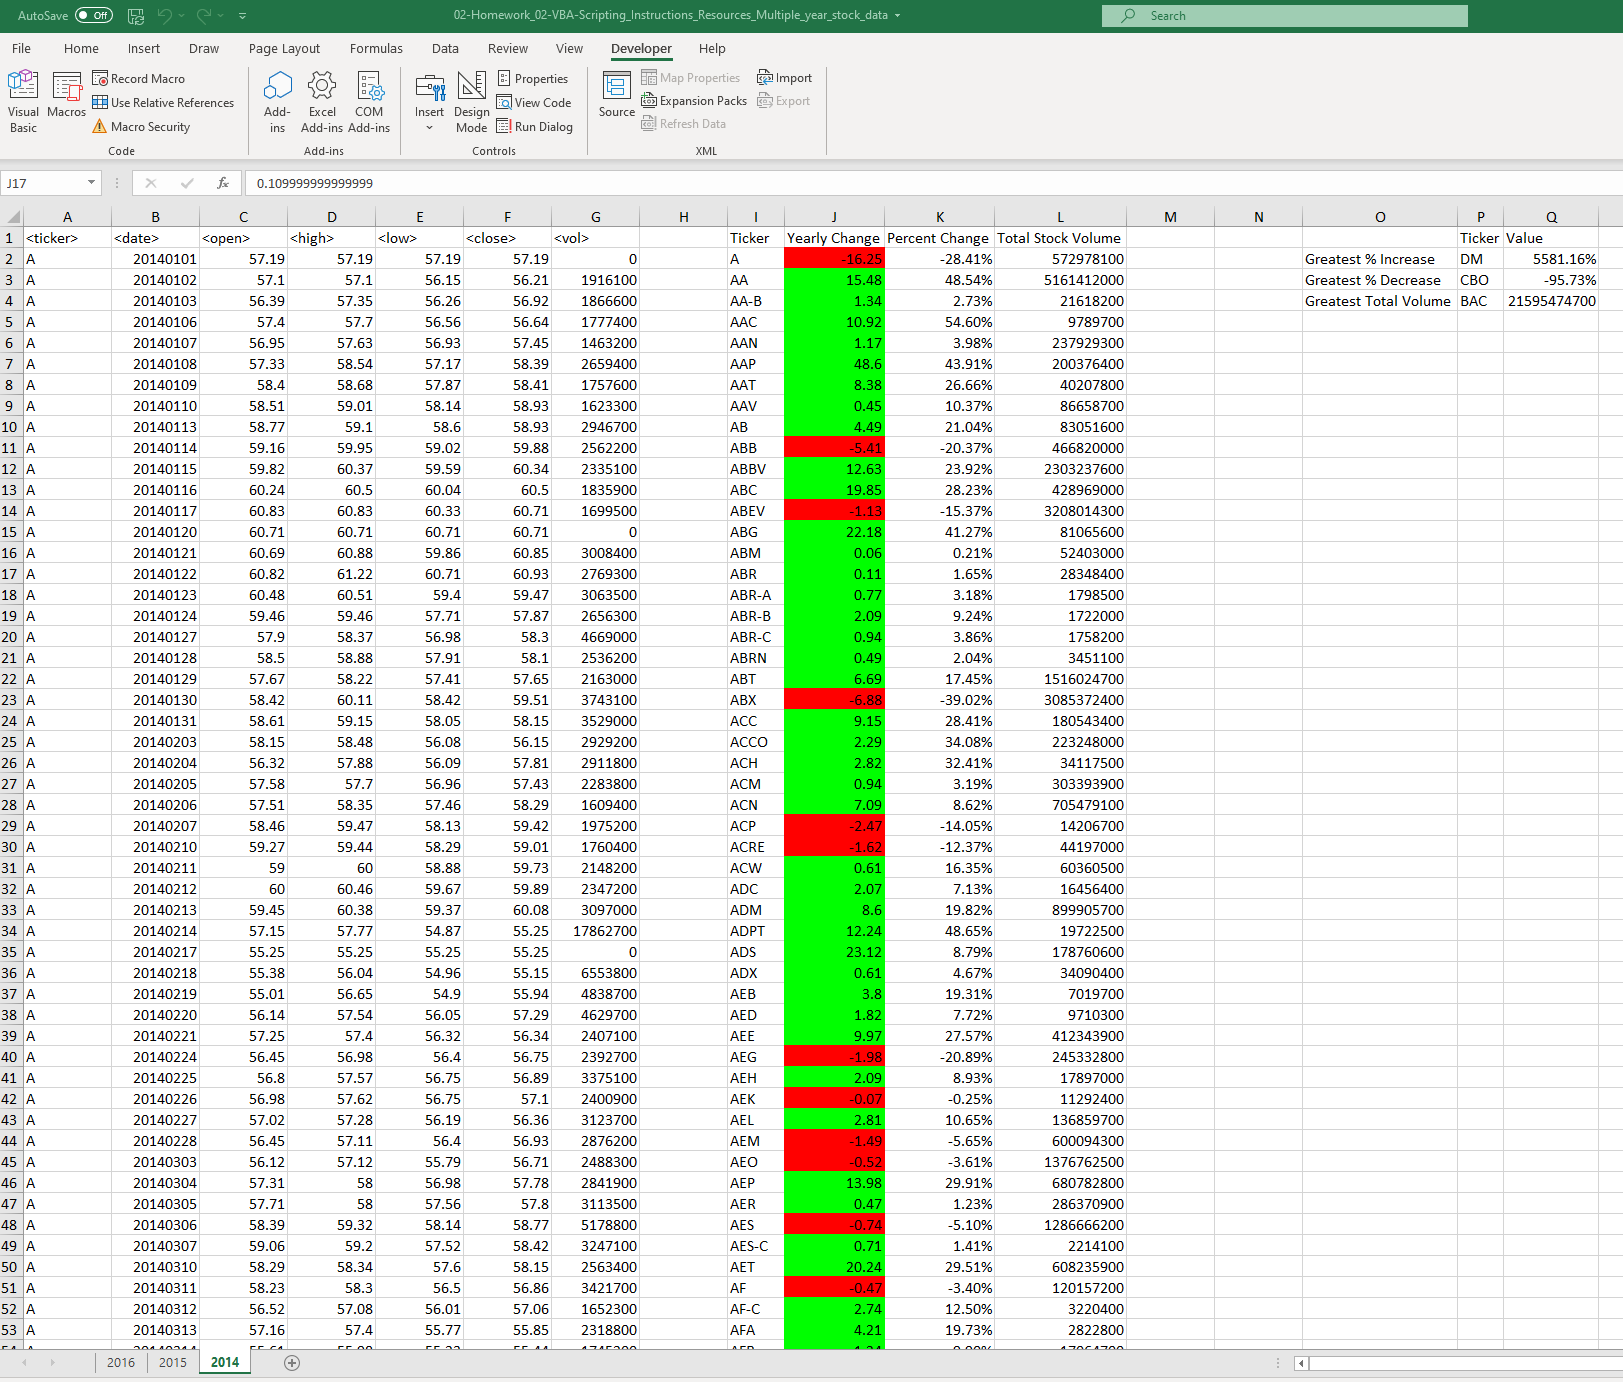 AutoSave Off 02-Homework_02-VBA-Scripting_Instructions_Resources_Multiple_year_stock_data Search
File Home Insert Draw Page Layout Formulas Data Review View Developer Help
Visual Basic Macros Record Macro Use Relative References Macro Security Add-ins Excel Add-ins COM Add-ins Insert Design Mode Properties View Code Run Dialog Source Map Properties Expansion Packs Refresh Data Import Export
Code Add-ins Controls XML
J17 fx 0.109999999999999
A B C D E F G H I J K L M N O P Q
1 <ticker> <date> <open> <high> <low> <close> <vol> Ticker Yearly Change Percent Change Total Stock Volume Ticker Value
2 A 20140101 57.19 57.19 57.19 57.19 0 A -16.25 -28.41% 572978100 Greatest % Increase DM 5581.16%
3 A 20140102 57.1 57.1 56.15 56.21 1916100 AA 15.48 48.54% 5161412000 Greatest % Decrease CBO -95.73%
4 A 20140103 56.39 57.35 56.26 56.92 1866600 AA-B 1.34 2.73% 21618200 Greatest Total Volume BAC 21595474700
5 A 20140106 57.4 57.7 56.56 56.64 1777400 AAC 10.92 54.60% 9789700
6 A 20140107 56.95 57.63 56.93 57.45 1463200 AAN 1.17 3.98% 237929300
7 A 20140108 57.33 58.54 57.17 58.39 2659400 AAP 48.6 43.91% 200376400
8 A 20140109 58.4 58.68 57.87 58.41 1757600 AAT 8.38 26.66% 40207800
9 A 20140110 58.51 59.01 58.14 58.93 1623300 AAV 0.45 10.37% 86658700
10 A 20140113 58.77 59.1 58.6 58.93 2946700 AB 4.49 21.04% 83051600
11 A 20140114 59.16 59.95 59.02 59.88 2562200 ABB -5.41 -20.37% 466820000
12 A 20140115 59.82 60.37 59.59 60.34 2335100 ABBV 12.63 23.92% 2303237600
13 A 20140116 60.24 60.5 60.04 60.5 1835900 ABC 19.85 28.23% 428969000
14 A 20140117 60.83 60.83 60.33 60.71 1699500 ABEV -1.13 -15.37% 3208014300
15 A 20140120 60.71 60.71 60.71 60.71 0 ABG 22.18 41.27% 81065600
16 A 20140121 60.69 60.88 59.86 60.85 3008400 ABM 0.06 0.21% 52403000
17 A 20140122 60.82 61.22 60.71 60.93 2769300 ABR 0.11 1.65% 28348400
18 A 20140123 60.48 60.51 59.4 59.47 3063500 ABR-A 0.77 3.18% 1798500
19 A 20140124 59.46 59.46 57.71 57.87 2656300 ABR-B 2.09 9.24% 1722000
20 A 20140127 57.9 58.37 56.98 58.3 4669000 ABR-C 0.94 3.86% 1758200
21 A 20140128 58.5 58.88 57.91 58.1 2536200 ABRN 0.49 2.04% 3451100
22 A 20140129 57.67 58.22 57.41 57.65 2163000 ABT 6.69 17.45% 1516024700
23 A 20140130 58.42 60.11 58.42 59.51 3743100 ABX -6.88 -39.02% 3085372400
24 A 20140131 58.61 59.15 58.05 58.15 3529000 ACC 9.15 28.41% 180543400
25 A 20140203 58.15 58.48 56.08 56.15 2929200 ACCO 2.29 34.08% 223248000
26 A 20140204 56.32 57.88 56.09 57.81 2911800 ACH 2.82 32.41% 34117500
27 A 20140205 57.58 57.7 56.96 57.43 2283800 ACM 0.94 3.19% 303393900
28 A 20140206 57.51 58.35 57.46 58.29 1609400 ACN 7.09 8.62% 705479100
29 A 20140207 58.46 59.47 58.13 59.42 1975200 ACP -2.47 -14.05% 14206700
30 A 20140210 59.27 59.44 58.29 59.01 1760400 ACRE -1.62 -12.37% 44197000
31 A 20140211 59 60 58.88 59.73 2148200 ACW 0.61 16.35% 60360500
32 A 20140212 60 60.46 59.67 59.89 2347200 ADC 2.07 7.13% 16456400
33 A 20140213 59.45 60.38 59.37 60.08 3097000 ADM 8.6 19.82% 899905700
34 A 20140214 57.15 57.77 54.87 55.25 17862700 ADPT 12.24 48.65% 19722500
35 A 20140217 55.25 55.25 55.25 55.25 0 ADS 23.12 8.79% 178760600
36 A 20140218 55.38 56.04 54.96 55.15 6553800 ADX 0.61 4.67% 34090400
37 A 20140219 55.01 56.65 54.9 55.94 4838700 AEB 3.8 19.31% 7019700
38 A 20140220 56.14 57.54 56.05 57.29 4629700 AED 1.82 7.72% 9710300
39 A 20140221 57.25 57.4 56.32 56.34 2407100 AEE 9.97 27.57% 412343900
40 A 20140224 56.45 56.98 56.4 56.75 2392700 AEG -1.98 -20.89% 245332800
41 A 20140225 56.8 57.57 56.75 56.89 3375100 AEH 2.09 8.93% 17897000
42 A 20140226 56.98 57.62 56.75 57.1 2400900 AEK -0.07 -0.25% 11292400
43 A 20140227 57.02 57.28 56.19 56.36 3123700 AEL 2.81 10.65% 136859700
44 A 20140228 56.45 57.11 56.4 56.93 2876200 AEM -1.49 -5.65% 600094300
45 A 20140303 56.12 57.12 55.79 56.71 2488300 AEO -0.52 -3.61% 1376762500
46 A 20140304 57.31 58 56.98 57.78 2841900 AEP 13.98 29.91% 680782800
47 A 20140305 57.71 58 57.56 57.8 3113500 AER 0.47 1.23% 286370900
48 A 20140306 58.39 59.32 58.14 58.77 5178800 AES -0.74 -5.10% 1286666200
49 A 20140307 59.06 59.2 57.52 58.42 3247100 AES-C 0.71 1.41% 2214100
50 A 20140310 58.29 58.34 57.6 58.15 2563400 AET 20.24 29.51% 608235900
51 A 20140311 58.23 58.3 56.5 56.86 3421700 AF -0.47 -3.40% 120157200
52 A 20140312 56.52 57.08 56.01 57.06 1652300 AF-C 2.74 12.50% 3220400
53 A 20140313 57.16 57.4 55.77 55.85 2318800 AFA 4.21 19.73% 2822800
2016 2015 2014